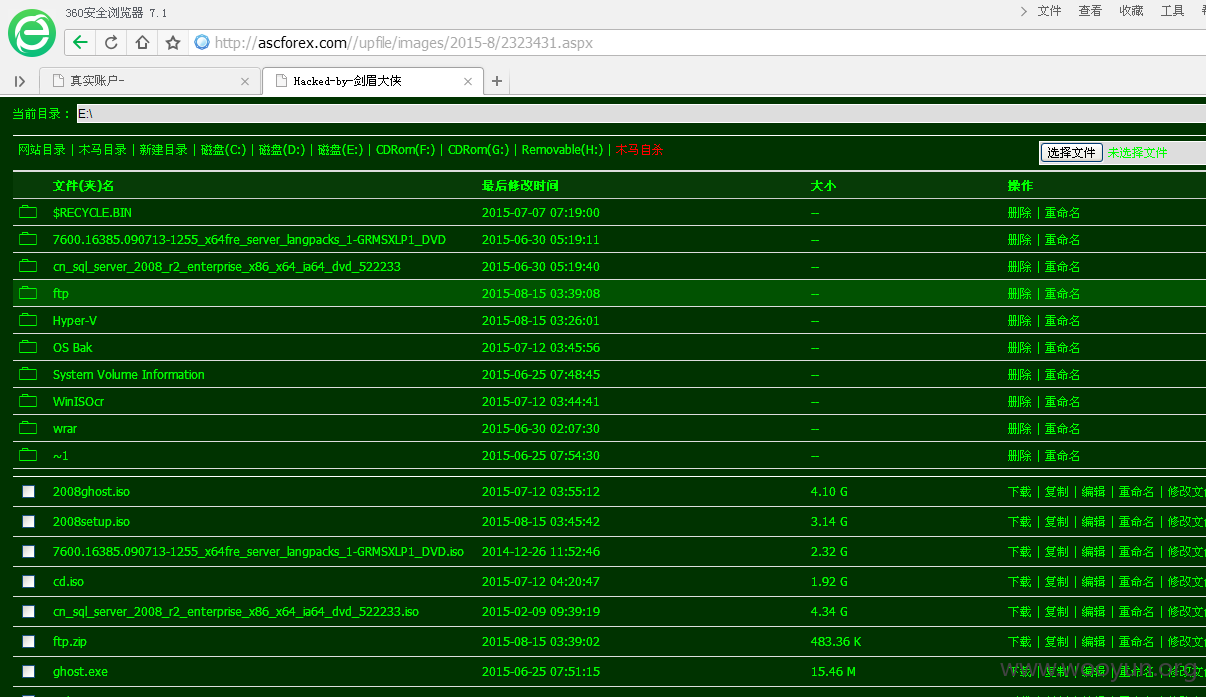 360安全浏览器 7.1
文件 查看 收藏 工具
http://ascforex.com//upfile/images/2015-8/2323431.aspx
真实账户- Hacked-by-剑眉大侠
当前目录： E:\
网站目录 | 木马目录 | 新建目录 | 磁盘(C:) | 磁盘(D:) | 磁盘(E:) | CDRom(F:) | CDRom(G:) | Removable(H:) | 木马自杀 选择文件 未选择文件
文件(夹)名 最后修改时间 大小 操作
$RECYCLE.BIN 2015-07-07 07:19:00 -- 删除 | 重命名
7600.16385.090713-1255_x64fre_server_langpacks_1-GRMSXLP1_DVD 2015-06-30 05:19:11 -- 删除 | 重命名
cn_sql_server_2008_r2_enterprise_x86_x64_ia64_dvd_522233 2015-06-30 05:19:40 -- 删除 | 重命名
ftp 2015-08-15 03:39:08 -- 删除 | 重命名
Hyper-V 2015-08-15 03:26:01 -- 删除 | 重命名
OS Bak 2015-07-12 03:45:56 -- 删除 | 重命名
System Volume Information 2015-06-25 07:48:45 -- 删除 | 重命名
WinISOcr 2015-07-12 03:44:41 -- 删除 | 重命名
wrar 2015-06-30 02:07:30 -- 删除 | 重命名
~1 2015-06-25 07:54:30 -- 删除 | 重命名
2008ghost.iso 2015-07-12 03:55:12 4.10 G 下载 | 复制 | 编辑 | 重命名 | 修改文
2008setup.iso 2015-08-15 03:45:42 3.14 G 下载 | 复制 | 编辑 | 重命名 | 修改文
7600.16385.090713-1255_x64fre_server_langpacks_1-GRMSXLP1_DVD.iso 2014-12-26 11:52:46 2.32 G 下载 | 复制 | 编辑 | 重命名 | 修改文
cd.iso 2015-07-12 04:20:47 1.92 G 下载 | 复制 | 编辑 | 重命名 | 修改文
cn_sql_server_2008_r2_enterprise_x86_x64_ia64_dvd_522233.iso 2015-02-09 09:39:19 4.34 G 下载 | 复制 | 编辑 | 重命名 | 修改文
ftp.zip 2015-08-15 03:39:02 483.36 K 下载 | 复制 | 编辑 | 重命名 | 修改文
ghost.exe 2015-06-25 07:51:15 15.46 M 下载 | 复制 | 编辑 | 重命名 | 修改文
www.wooyun.org